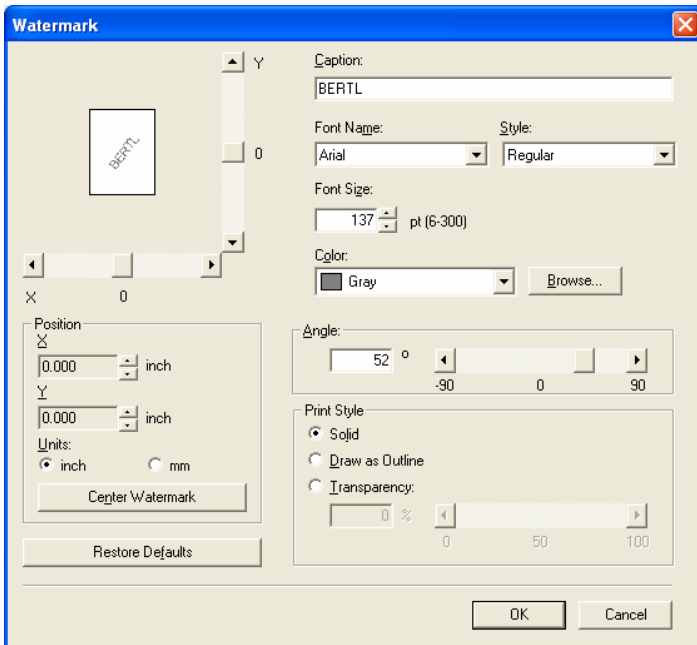 Watermark
Y
BERTL
0
X 0
Position
X
0.000 inch
Y
0.000 inch
Units:
inch mm
Center Watermark
Restore Defaults
Caption:
BERTL
Font Name: Style:
Arial Regular
Font Size:
137 pt (6-300)
Color:
Gray Browse...
Angle:
52 °
-90 0 90
Print Style
Solid
Draw as Outline
Transparency:
0 %
0 50 100
OK Cancel